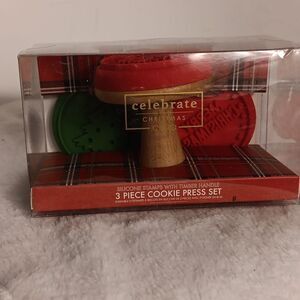 celebrate
CHRISTMAS
SILICONE STAMPS WITH TIMBER HANDLE
3 PIECE COOKIE PRESS SET